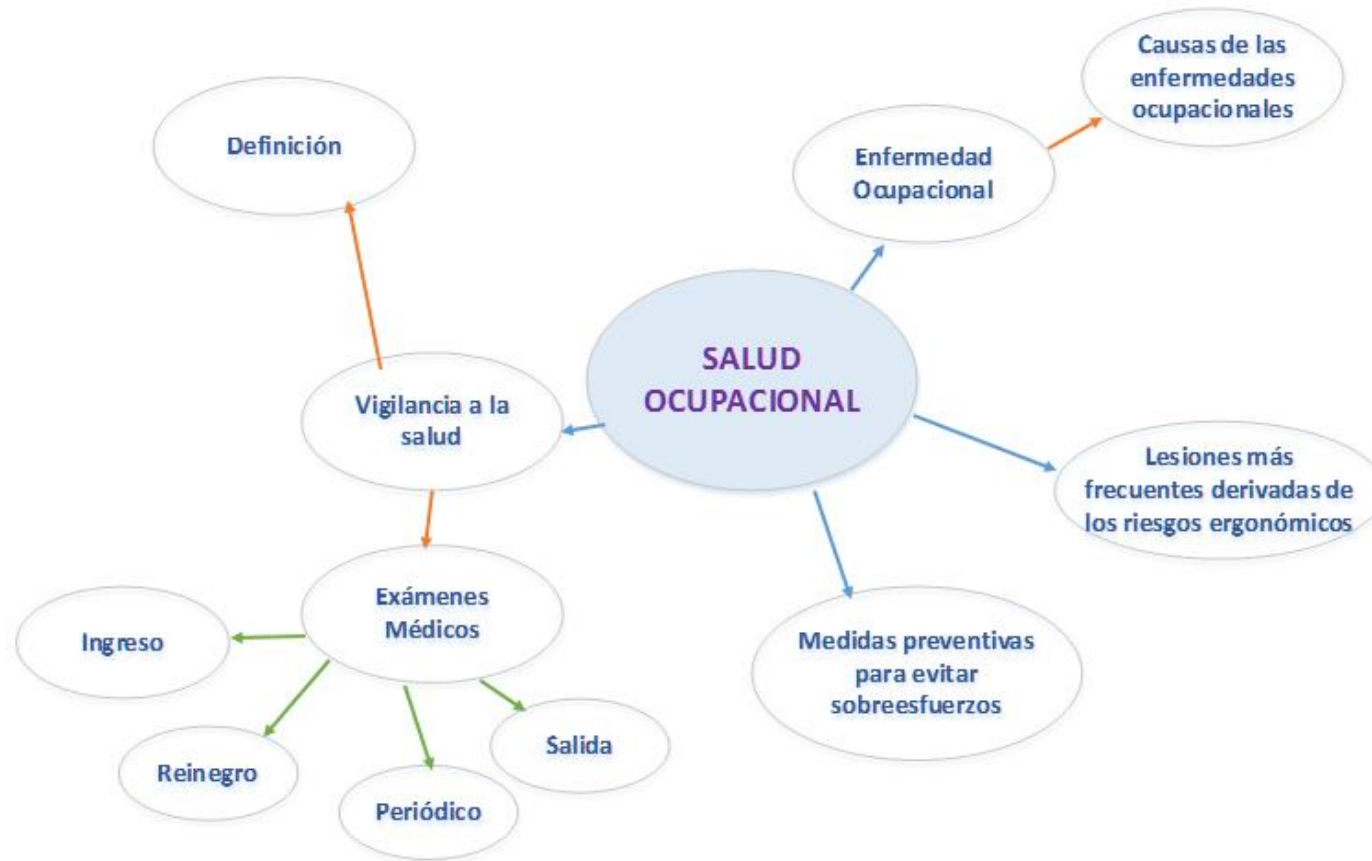 Causas de las
enfermedades
ocupacionales
Definición
Enfermedad
Ocupacional
SALUD
OCUPACIONAL
Vigilancia a la
salud
Lesiones más
frecuentes derivadas de
los riesgos ergonómicos
Exámenes
Médicos
Ingreso
Medidas preventivas
para evitar
sobreesfuerzos
Salida
Reinegro
Periódico